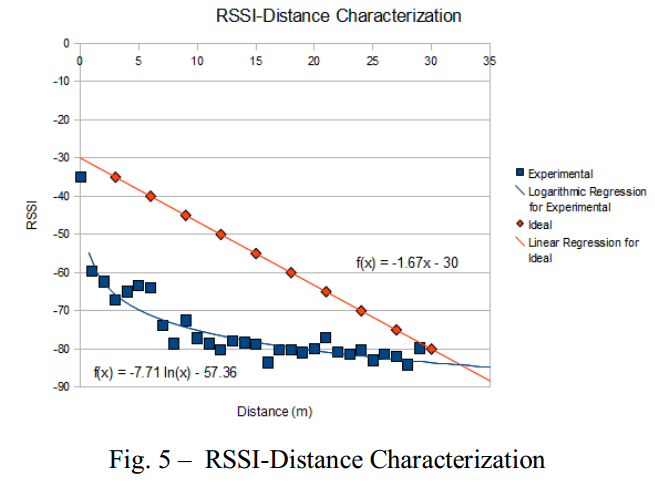 RSSI-Distance Characterization
0
0
5
10
15
20
25
30
35
-10
-20
-30
-40
-50
-60
-70
-80
-90
RSSI
f(x) = -1.67x - 30
f(x) = -7.71 ln(x) - 57.36
Distance (m)
Experimental
Logarithmic Regression
for Experimental
Ideal
Linear Regression for
Ideal
Fig. 5 – RSSI-Distance Characterization